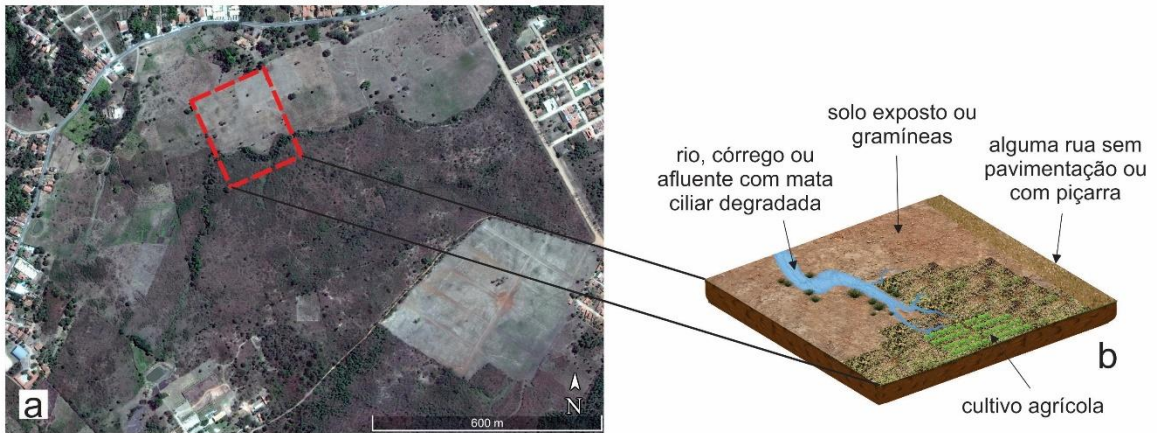 solo exposto ou
gramíneas
rio, córrego ou
afluente com mata
ciliar degradada
alguma rua sem
pavimentação ou
com piçarra
a
N
600 m
b
cultivo agrícola